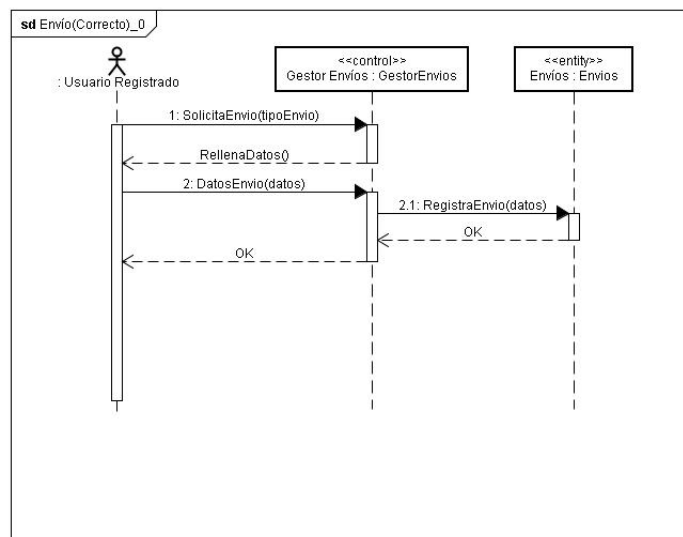 sd Envío(Correcto)_0
: Usuario Registrado
<<control>>
Gestor Envíos : GestorEnvios
<<entity>>
Envíos : Envios
1: SolicitaEnvio(tipoEnvio)
RellenaDatos()
2: DatosEnvio(datos)
2.1: RegistraEnvio(datos)
OK
OK